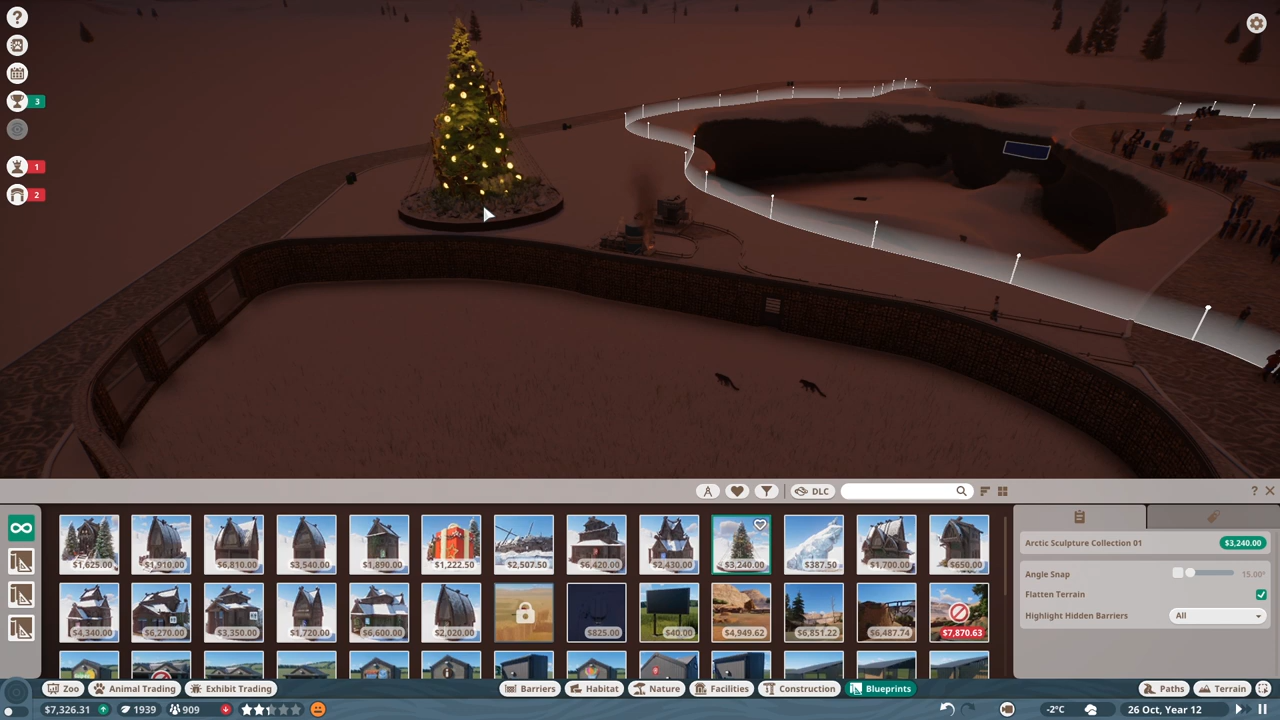 ?
3
1
2
DLC
?
$1,625.00 $1,910.00 $6,810.00 $3,540.00 $1,890.00 $1,222.50 $2,507.50 $6,420.00 $2,430.00 $3,240.00 $387.50 $1,700.00 $650.00
$4,340.00 $6,270.00 $3,350.00 $1,720.00 $6,600.00 $2,020.00 $825.00 $40.00 $4,949.62 $6,851.22 $6,487.74 $7,870.63
Arctic Sculpture Collection 01 $3,240.00
Angle Snap 15.00°
Flatten Terrain
Highlight Hidden Barriers All
Zoo Animal Trading Exhibit Trading Barriers Habitat Nature Facilities Construction Blueprints Paths Terrain
$7,326.31 1939 909 -2°C 26 Oct, Year 12